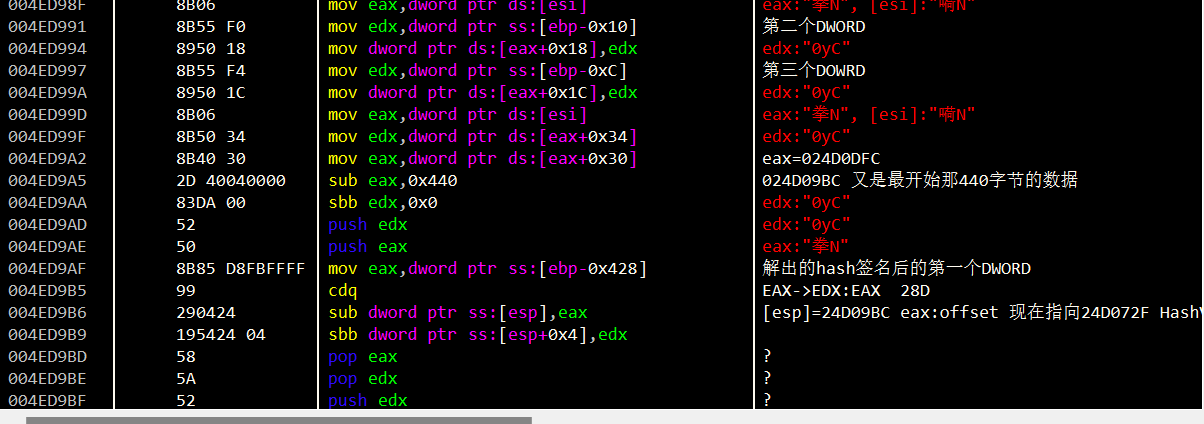 004ED98F 8B06 mov eax,dword ptr ds:[esi] eax:"拲N", [esi]:"唷N"
004ED991 8B55 F0 mov edx,dword ptr ss:[ebp-0x10] 第二个DWORD
004ED994 8950 18 mov dword ptr ds:[eax+0x18],edx edx:"0yC"
004ED997 8B55 F4 mov edx,dword ptr ss:[ebp-0xC] 第三个DOWRD
004ED99A 8950 1C mov dword ptr ds:[eax+0x1C],edx edx:"0yC"
004ED99D 8B06 mov eax,dword ptr ds:[esi] eax:"拲N", [esi]:"唷N"
004ED99F 8B50 34 mov edx,dword ptr ds:[eax+0x34] edx:"0yC"
004ED9A2 8B40 30 mov eax,dword ptr ds:[eax+0x30] eax=024D0DFC
004ED9A5 2D 40040000 sub eax,0x440 024D09BC 又是最开始那440字节的数据
004ED9AA 83DA 00 sbb edx,0x0 edx:"0yC"
004ED9AD 52 push edx edx:"0yC"
004ED9AE 50 push eax eax:"拲N"
004ED9AF 8B85 D8FBFFFF mov eax,dword ptr ss:[ebp-0x428] 解出的hash签名后的第一个DWORD
004ED9B5 99 cdq EAX->EDX:EAX 28D
004ED9B6 290424 sub dword ptr ss:[esp],eax [esp]=24D09BC eax:offset 现在指向24D072F
004ED9B9 195424 04 sbb dword ptr ss:[esp+0x4],edx
004ED9BD 58 pop eax ?
004ED9BE 5A pop edx ?
004ED9BF 52 push edx ?